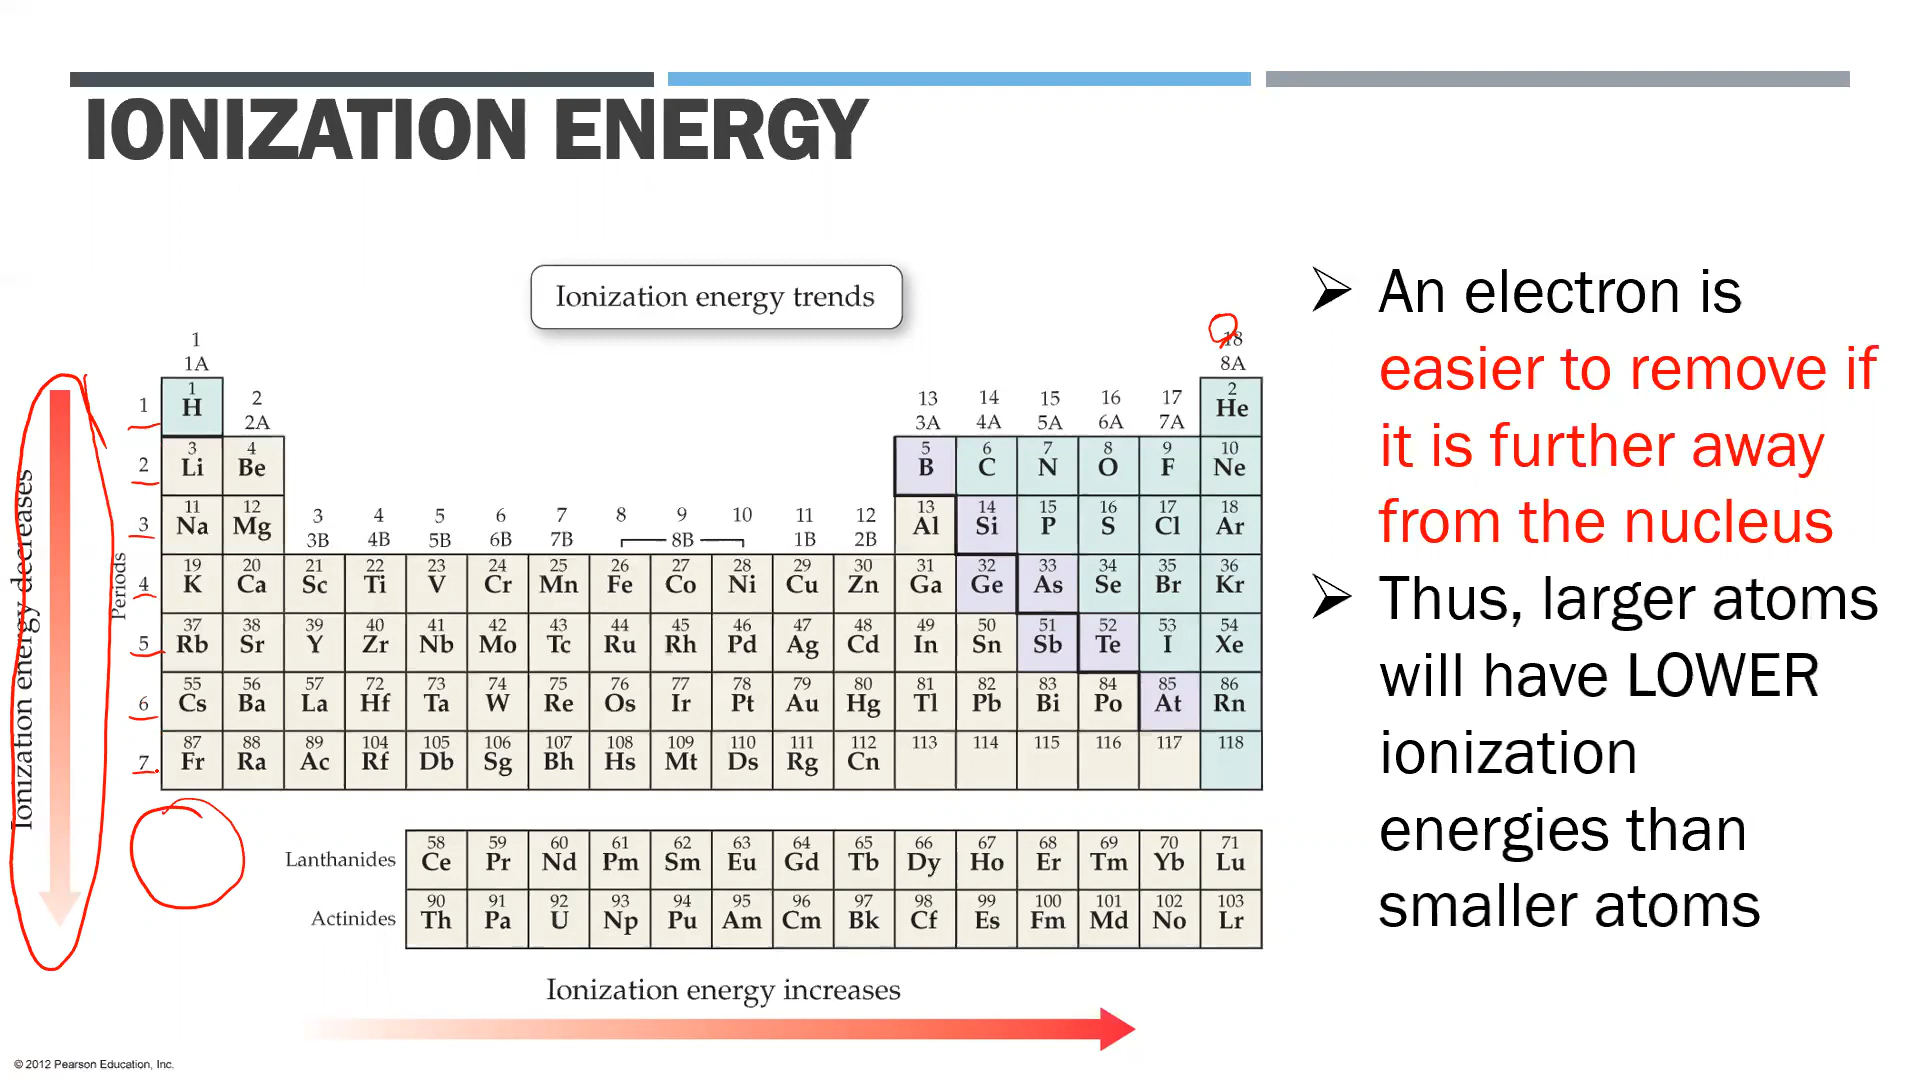 IONIZATION ENERGY
Ionization energy trends
An electron is
easier to remove if
it is further away
from the nucleus
Thus, larger atoms
will have LOWER
ionization
energies than
smaller atoms
1 18
1A 8A
1 2
1 H 2 13 14 15 16 17 He
2A 3A 4A 5A 6A 7A
3 4 5 6 7 8 9 10
2 Li Be B C N O F Ne
11 12 13 14 15 16 17 18
3 Na Mg 3 4 5 6 7 8 9 10 11 12 Al Si P S Cl Ar
3B 4B 5B 6B 7B 8B 1B 2B
19 20 21 22 23 24 25 26 27 28 29 30 31 32 33 34 35 36
4 K Ca Sc Ti V Cr Mn Fe Co Ni Cu Zn Ga Ge As Se Br Kr
37 38 39 40 41 42 43 44 45 46 47 48 49 50 51 52 53 54
5 Rb Sr Y Zr Nb Mo Tc Ru Rh Pd Ag Cd In Sn Sb Te I Xe
55 56 57 72 73 74 75 76 77 78 79 80 81 82 83 84 85 86
6 Cs Ba La Hf Ta W Re Os Ir Pt Au Hg Tl Pb Bi Po At Rn
87 88 89 104 105 106 107 108 109 110 111 112 113 114 115 116 117 118
7 Fr Ra Ac Rf Db Sg Bh Hs Mt Ds Rg Cn
Periods
Ionization energy decreases
58 59 60 61 62 63 64 65 66 67 68 69 70 71
Lanthanides Ce Pr Nd Pm Sm Eu Gd Tb Dy Ho Er Tm Yb Lu
90 91 92 93 94 95 96 97 98 99 100 101 102 103
Actinides Th Pa U Np Pu Am Cm Bk Cf Es Fm Md No Lr
Ionization energy increases
© 2012 Pearson Education, Inc.